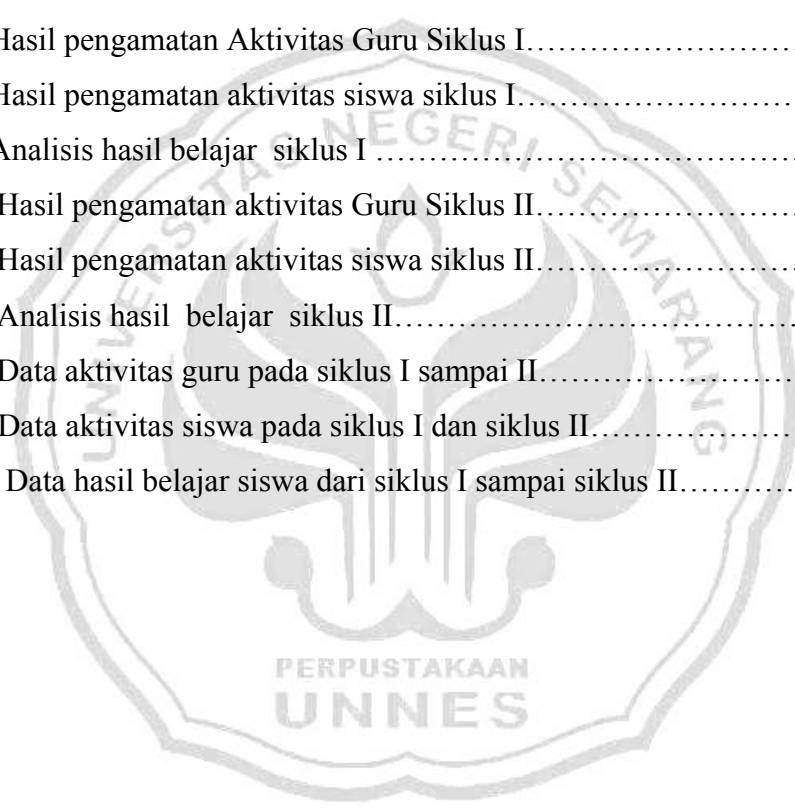 Hasil pengamatan Aktivitas Guru Siklus I…………………………
Hasil pengamatan aktivitas siswa siklus I…………………………
Analisis hasil belajar siklus I …………………………………………
Hasil pengamatan aktivitas Guru Siklus II…………………………
Hasil pengamatan aktivitas siswa siklus II…………………………
Analisis hasil belajar siklus II…………………………………………
Data aktivitas guru pada siklus I sampai II…………………………
Data aktivitas siswa pada siklus I dan siklus II……………………
Data hasil belajar siswa dari siklus I sampai siklus II……………
UNIVERSITAS NEGERI SEMARANG
PERPUSTAKAAN
UNNES